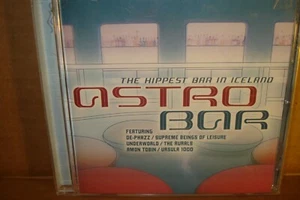 THE HIPPEST BAR IN ICELAND
ASTRO
BAR
FEATURING:
DE-PHAZZ / SUPREME BEINGS OF LEISURE
UNDERWORLD / THE RURALS
AMON TOBIN / URSULA 1000